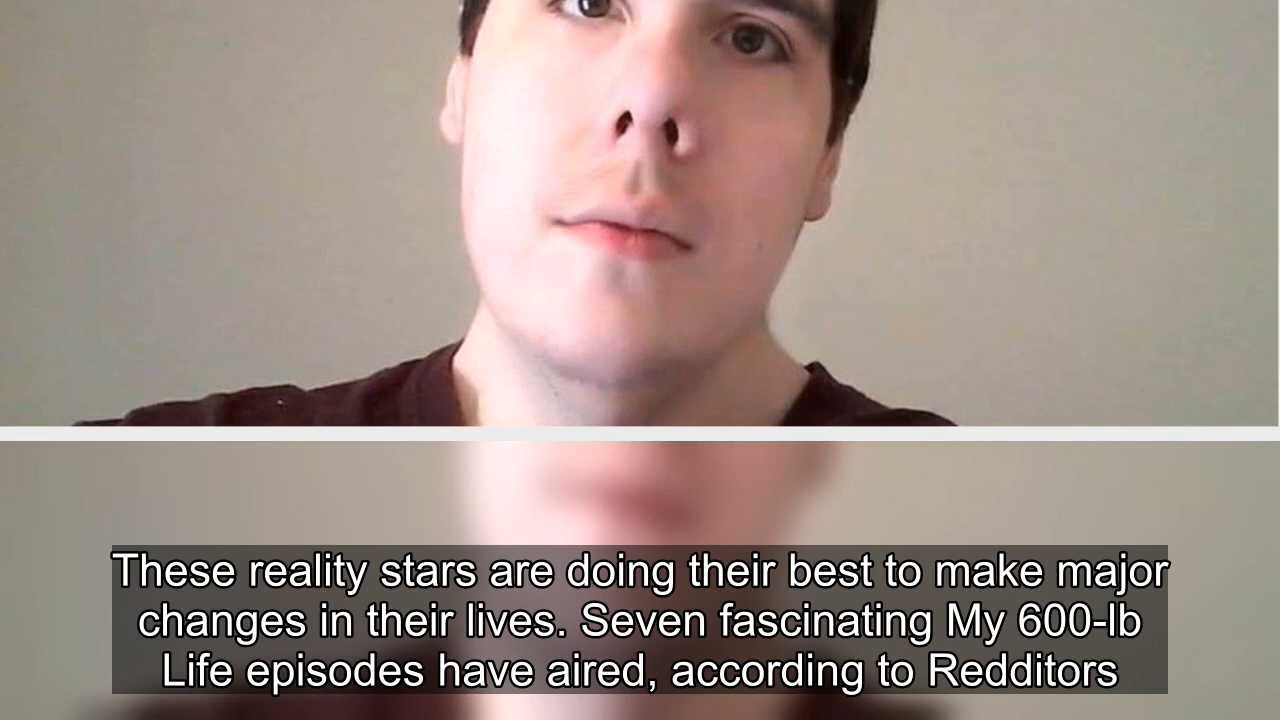 These reality stars are doing their best to make major
changes in their lives. Seven fascinating My 600-lb
Life episodes have aired, according to Redditors